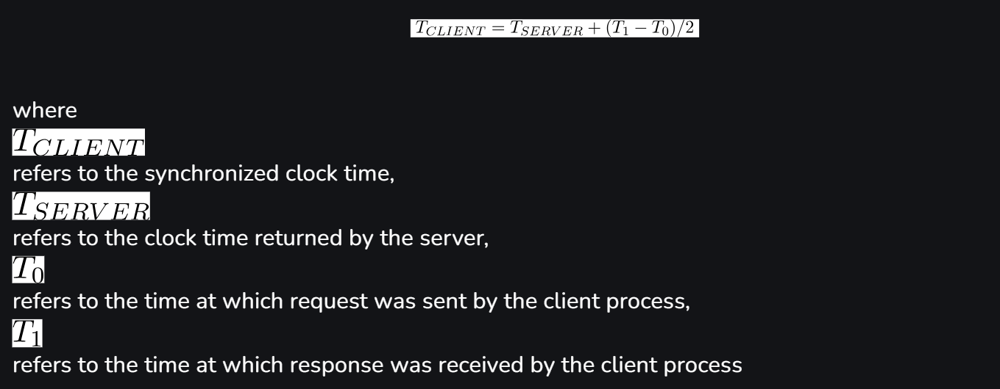 T_{CLIENT} = T_{SERVER} + (T_1 − T_0)/2
where
T_{CLIENT}
refers to the synchronized clock time,
T_{SERVER}
refers to the clock time returned by the server,
T_0
refers to the time at which request was sent by the client process,
T_1
refers to the time at which response was received by the client process